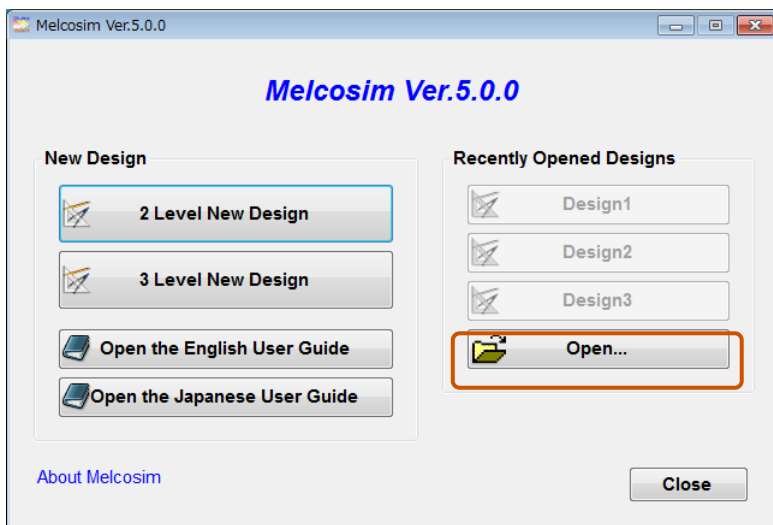 Melcosim Ver.5.0.0
Melcosim Ver.5.0.0
New Design
2 Level New Design
3 Level New Design
Open the English User Guide
Open the Japanese User Guide
Recently Opened Designs
Design1
Design2
Design3
Open...
About Melcosim
Close